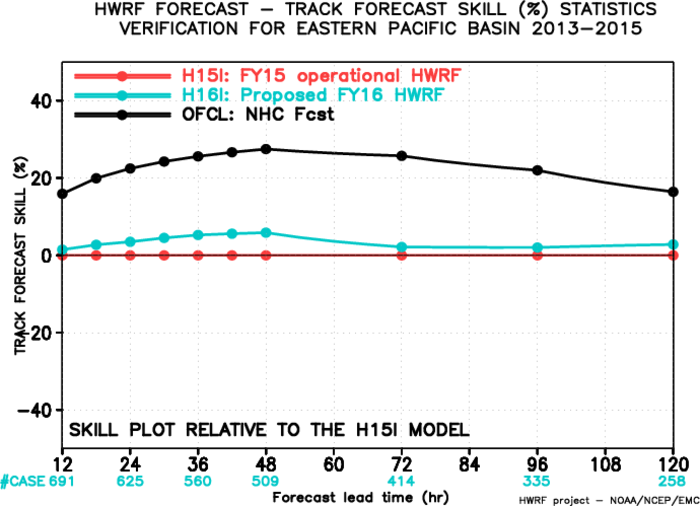 HWRF FORECAST – TRACK FORECAST SKILL (%) STATISTICS
VERIFICATION FOR EASTERN PACIFIC BASIN 2013–2015
H15I: FY15 operational HWRF
H16I: Proposed FY16 HWRF
OFCL: NHC Fcst
TRACK FORECAST SKILL (%)
40
20
0
–20
–40
SKILL PLOT RELATIVE TO THE H15I MODEL
12 24 36 48 60 72 84 96 108 120
#CASE 691 625 560 509 414 335 258
Forecast lead time (hr)
HWRF project – NOAA/NCEP/EMC